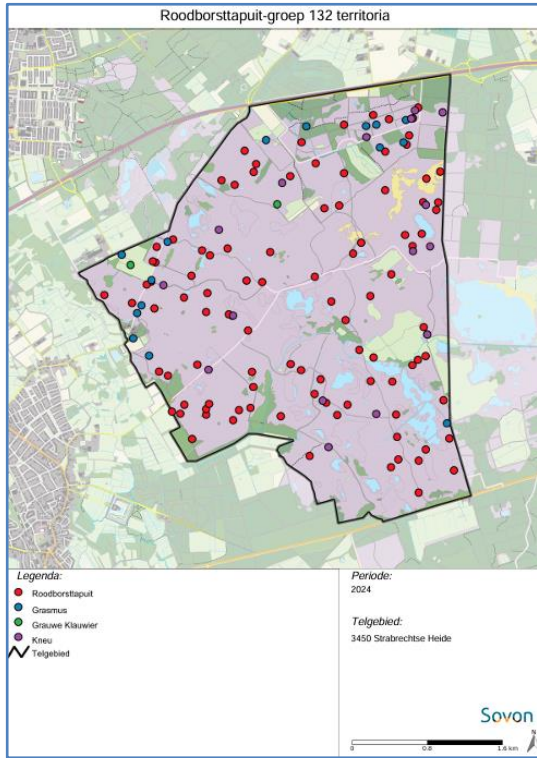 Roodborsttapuit-groep 132 territoria
Legenda:
Roodborsttapuit
Grasmus
Grauwe Klauwier
Kneu
Telgebied
Periode:
2024
Telgebied:
3450 Strabrechtse Heide
Sovon
N
0 0.8 1.6 km